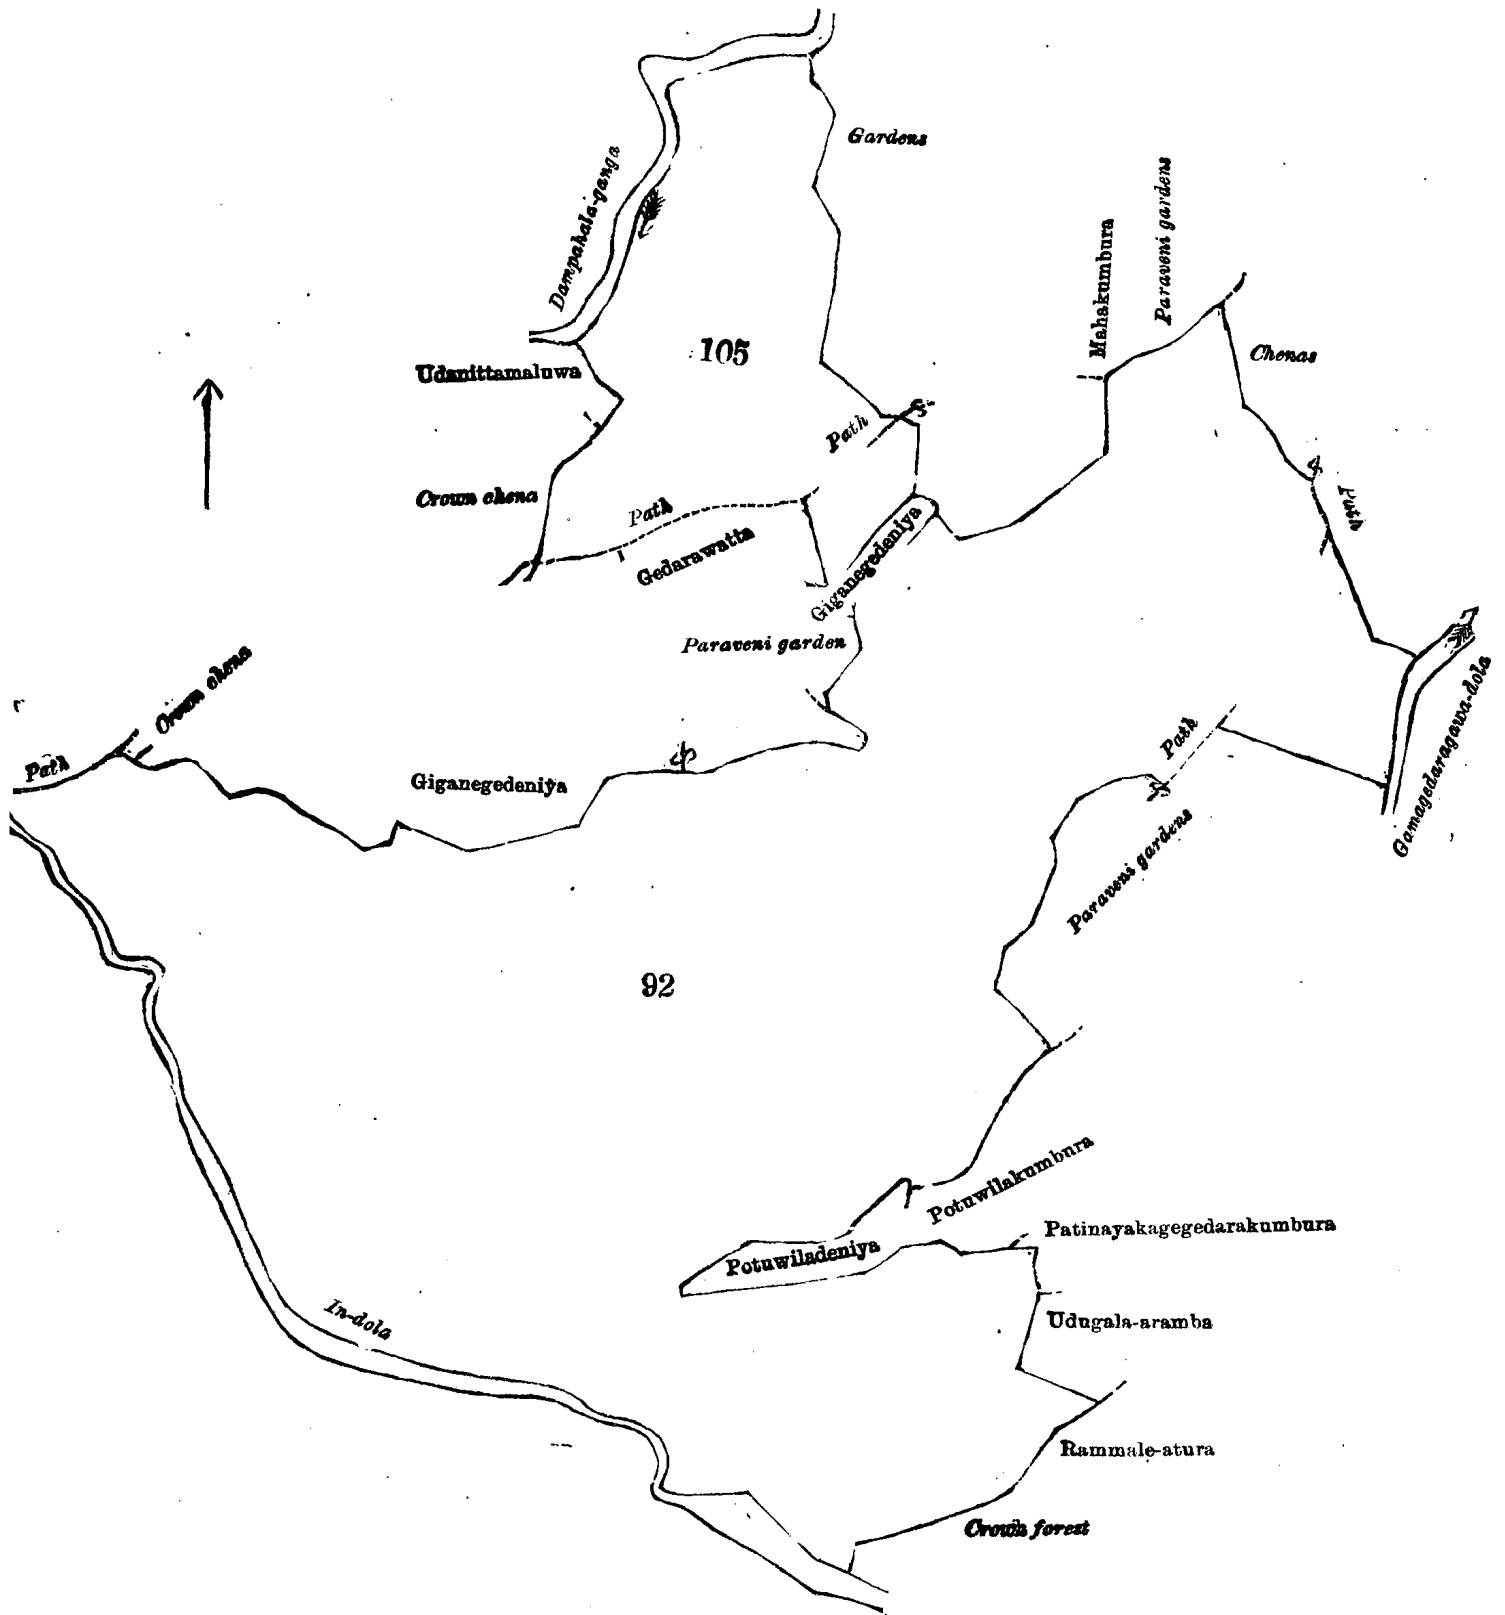 Gardens
Dampahala-ganga
Paraveni gardens
Mahakumbura
105
Chenas
Udanittamaluwa
Path
Crown chena
Path
Path
Gedarawatta
Giganegedeniya
Paraveni garden
Crown chena
Path
Giganegedeniya
Path
Gamagedaragawa-dola
Paraveni gardens
92
Potuwilakumbura
Patinayakagegedarakumbura
Potuwiladeniya
In-dola
Udugala-aramba
Rammale-atura
Crown forest